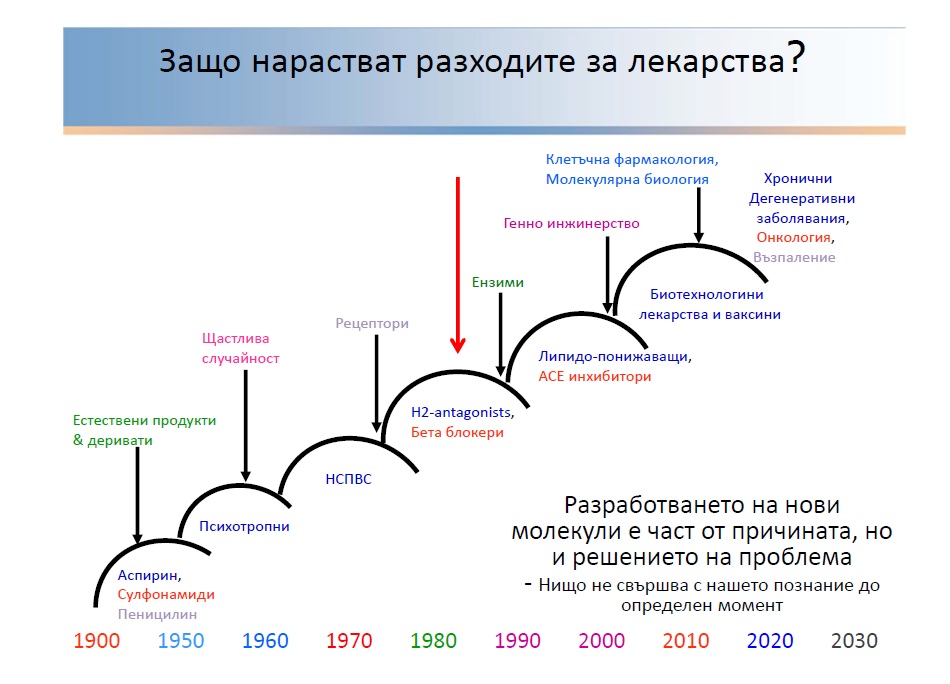 Защо нарастват разходите за лекарства?
Клетъчна фармакология,
Молекулярна биология
Хронични
Дегенеративни
заболявания,
Онкология,
Възпаление
Генно инжинерство
Ензими
Биотехнологини
лекарства и ваксини
Рецептори
Щастлива
случайност
Липидо-понижаващи,
АСЕ инхибитори
Естествени продукти
& деривати
H2-antagonists,
Бета блокери
НСПВС
Психотропни
Аспирин,
Сулфонамиди
Пеницилин
Разработването на нови
молекули е част от причината, но
и решението на проблема
- Нищо не свършва с нашето познание до
определен момент
1900 1950 1960 1970 1980 1990 2000 2010 2020 2030